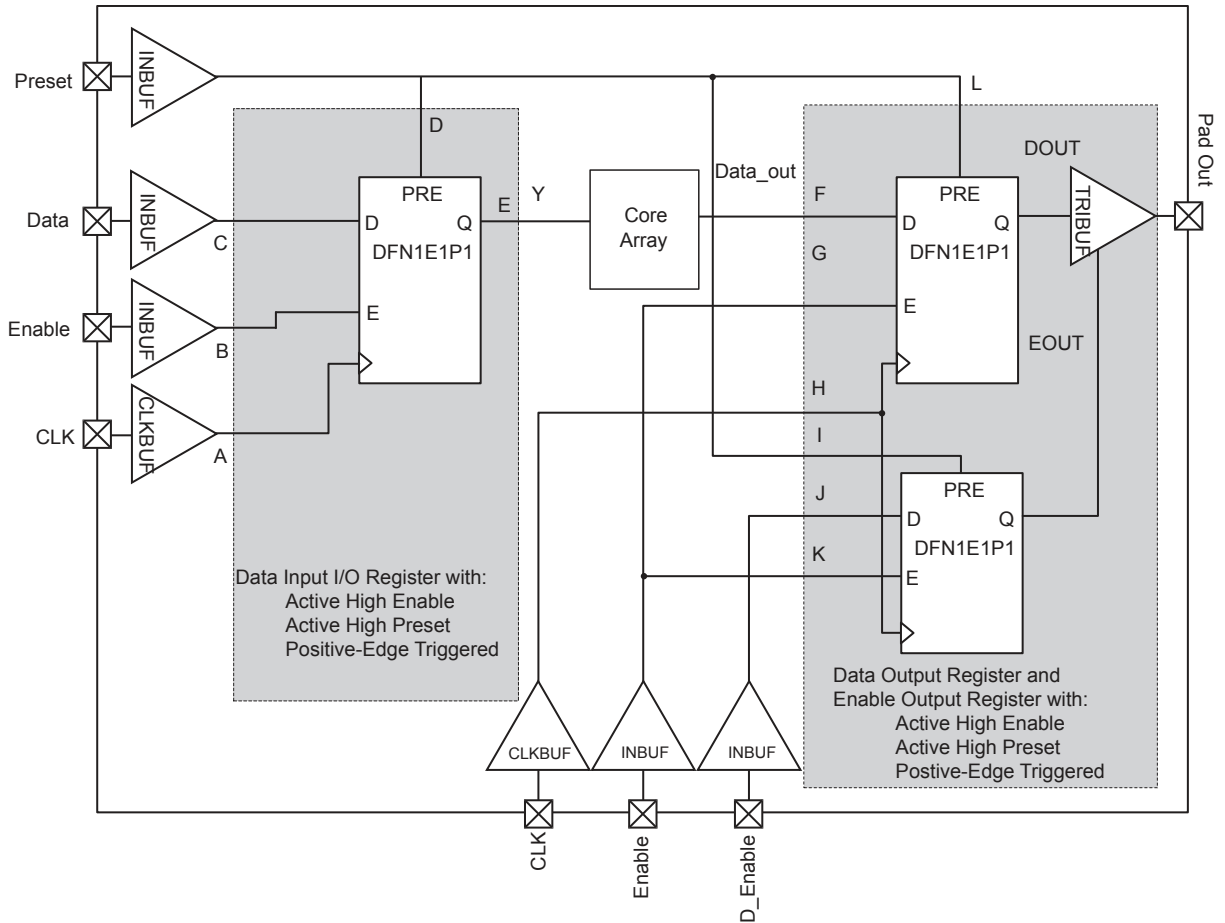 Preset
INBUF
L
D
Data
INBUF
C
PRE
D
Q
DFN1E1P1
E
E
Y
Core
Array
Data_out
F
G
PRE
D
Q
DFN1E1P1
E
DOUT
TRIBUF
Pad Out
EOUT
Enable
INBUF
B
CLK
CLKBUF
A
H
I
J
K
PRE
D
Q
DFN1E1P1
E
Data Input I/O Register with:
Active High Enable
Active High Preset
Positive-Edge Triggered
Data Output Register and
Enable Output Register with:
Active High Enable
Active High Preset
Postive-Edge Triggered
CLKBUF
INBUF
INBUF
CLK
Enable
D_Enable